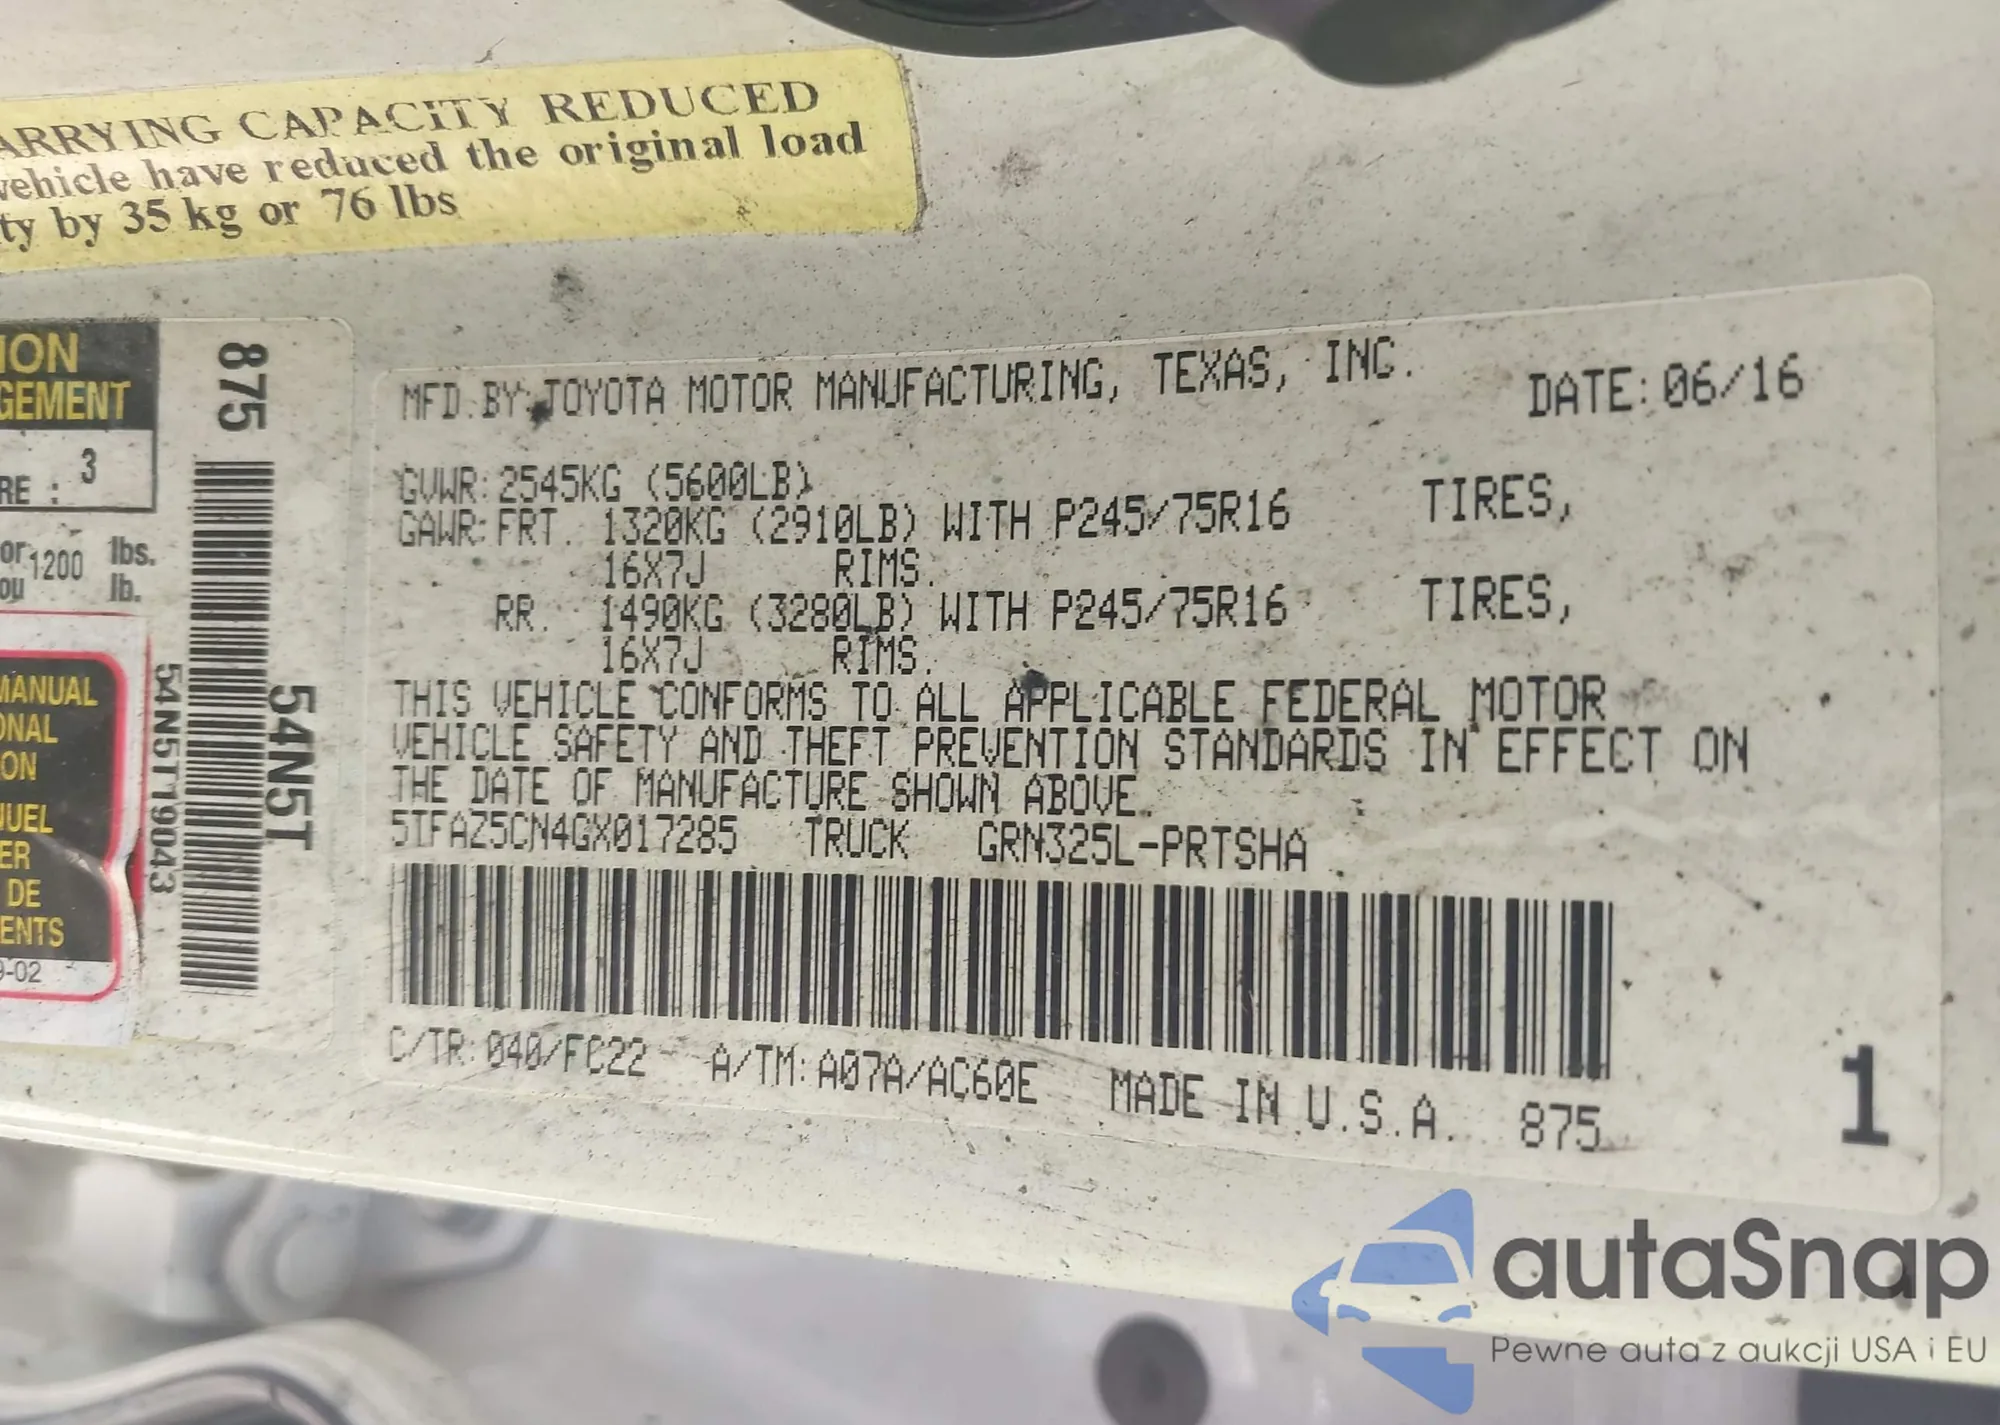 ARRYING CAPACITY REDUCED
vehicle have reduced the original load
ty by 35 kg or 76 lbs
ION
GEMENT
3
RE :
or 1200 lbs.
ou lb.
MANUAL
ONAL
ON
UEL
ER
DE
ENTS
9-02
875
54N5T
54N5T19043
MFD.BY:TOYOTA MOTOR MANUFACTURING, TEXAS, INC. DATE:06/16
GVWR:2545KG (5600LB)
GAWR:FRT. 1320KG (2910LB) WITH P245/75R16 TIRES,
16X7J RIMS.
RR. 1490KG (3280LB) WITH P245/75R16 TIRES,
16X7J RIMS.
THIS VEHICLE CONFORMS TO ALL APPLICABLE FEDERAL MOTOR
VEHICLE SAFETY AND THEFT PREVENTION STANDARDS IN EFFECT ON
THE DATE OF MANUFACTURE SHOWN ABOVE.
5TFAZ5CN4GX017285 TRUCK GRN325L-PRTSHA
C/TR:040/FC22 A/TM:A07A/AC60E MADE IN U.S.A. 875
1
autaSnap
Pewne auta z aukcji USA i EU